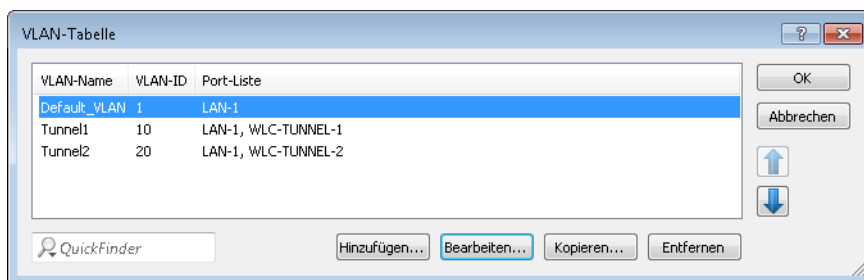 VLAN-Tabelle
VLAN-Name VLAN-ID Port-Liste
Default_VLAN 1 LAN-1
Tunnel1 10 LAN-1, WLC-TUNNEL-1
Tunnel2 20 LAN-1, WLC-TUNNEL-2
OK
Abbrechen
QuickFinder
Hinzufügen... Bearbeiten... Kopieren... Entfernen